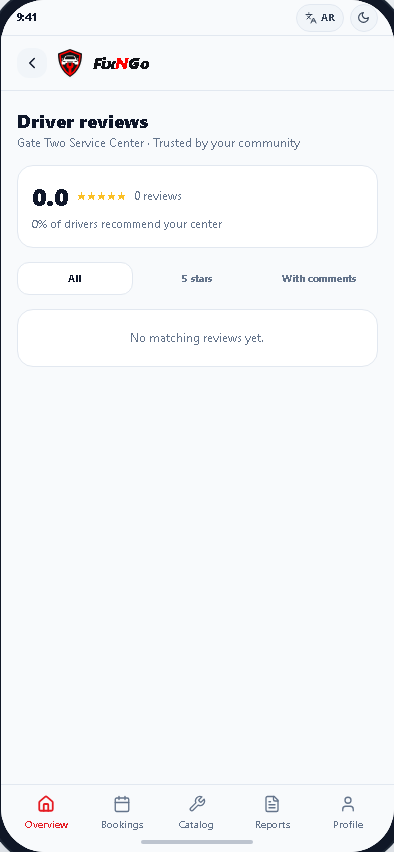 9:41
AR
FixNGo
Driver reviews
Gate Two Service Center · Trusted by your community
0.0 ★★★★★ 0 reviews
0% of drivers recommend your center
All
5 stars
With comments
No matching reviews yet.
Overview
Bookings
Catalog
Reports
Profile